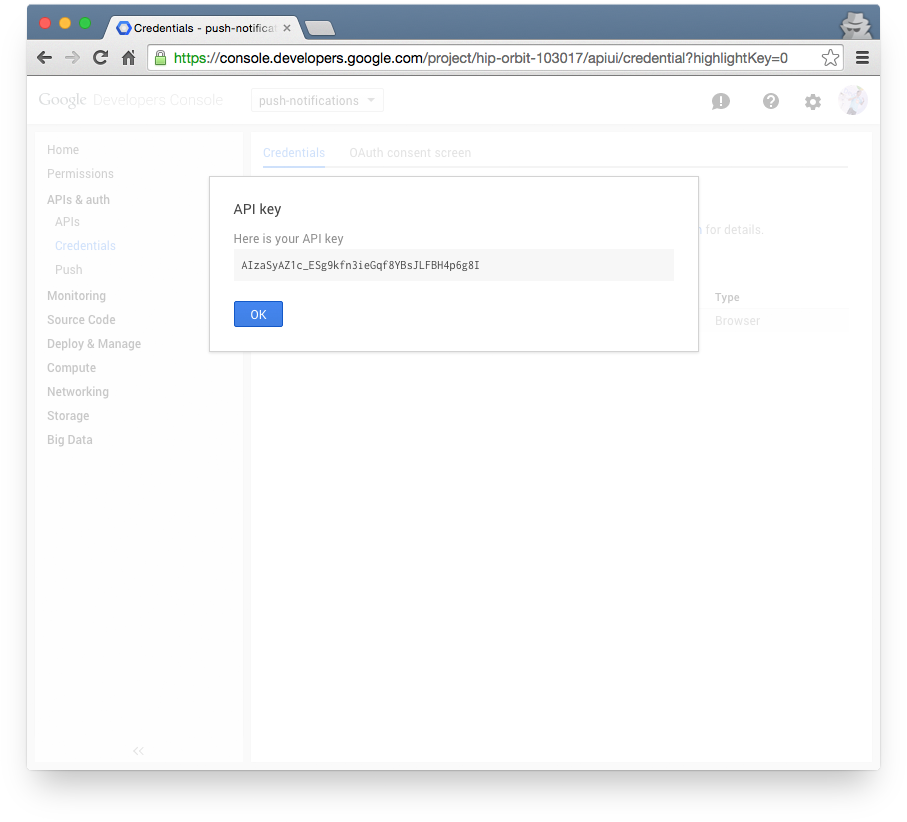 Credentials - push-notificat
https://console.developers.google.com/project/hip-orbit-103017/apiui/credential?highlightKey=0
Google Developers Console
push-notifications
Home
Permissions
APIs & auth
APIs
Credentials
Push
Monitoring
Source Code
Deploy & Manage
Compute
Networking
Storage
Big Data
Credentials OAuth consent screen
for details.
API key
Here is your API key
AIzaSyAZ1c_ESg9kfn3ieGqf8YBsJLFBH4p6g8I
OK
Type
Browser